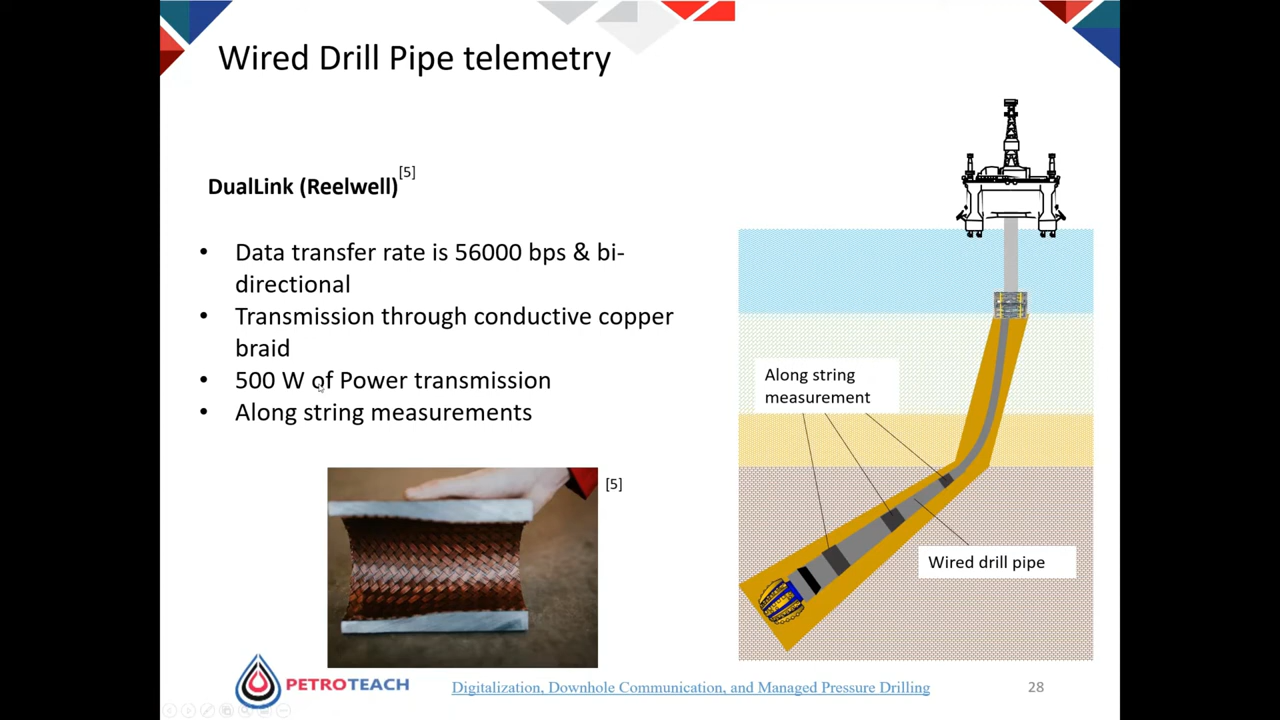 Wired Drill Pipe telemetry
DualLink (Reelwell)[5]
• Data transfer rate is 56000 bps & bi-
directional
• Transmission through conductive copper
braid
• 500 W of Power transmission
• Along string measurements
[5]
Along string
measurement
Wired drill pipe
PETROTEACH
Digitalization, Downhole Communication, and Managed Pressure Drilling
28